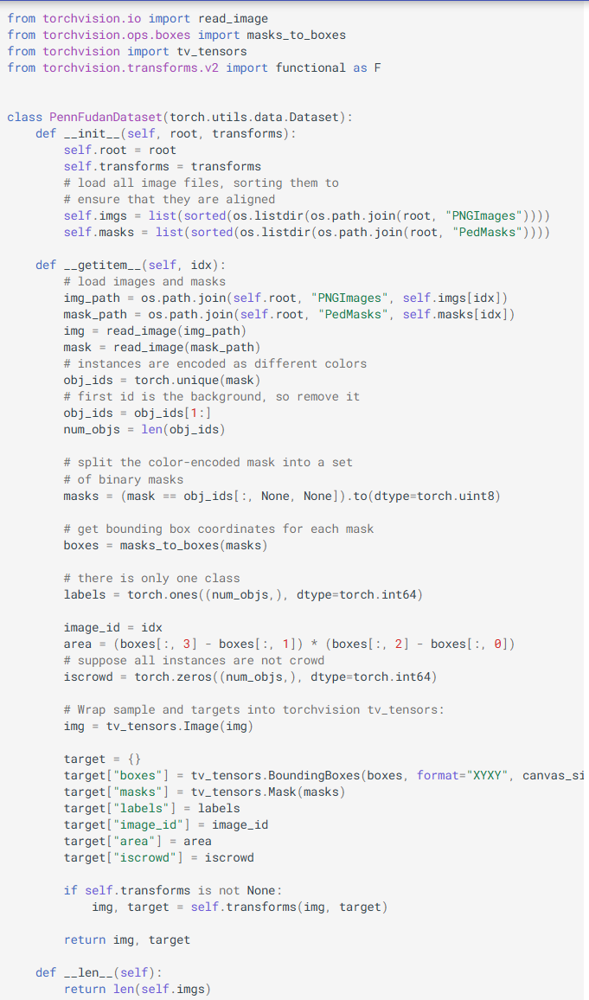 from torchvision.io import read_image
from torchvision.ops.boxes import masks_to_boxes
from torchvision import tv_tensors
from torchvision.transforms.v2 import functional as F


class PennFudanDataset(torch.utils.data.Dataset):
    def __init__(self, root, transforms):
        self.root = root
        self.transforms = transforms
        # load all image files, sorting them to
        # ensure that they are aligned
        self.imgs = list(sorted(os.listdir(os.path.join(root, "PNGImages"))))
        self.masks = list(sorted(os.listdir(os.path.join(root, "PedMasks"))))

    def __getitem__(self, idx):
        # load images and masks
        img_path = os.path.join(self.root, "PNGImages", self.imgs[idx])
        mask_path = os.path.join(self.root, "PedMasks", self.masks[idx])
        img = read_image(img_path)
        mask = read_image(mask_path)
        # instances are encoded as different colors
        obj_ids = torch.unique(mask)
        # first id is the background, so remove it
        obj_ids = obj_ids[1:]
        num_objs = len(obj_ids)

        # split the color-encoded mask into a set
        # of binary masks
        masks = (mask == obj_ids[:, None, None]).to(dtype=torch.uint8)

        # get bounding box coordinates for each mask
        boxes = masks_to_boxes(masks)

        # there is only one class
        labels = torch.ones((num_objs,), dtype=torch.int64)

        image_id = idx
        area = (boxes[:, 3] - boxes[:, 1]) * (boxes[:, 2] - boxes[:, 0])
        # suppose all instances are not crowd
        iscrowd = torch.zeros((num_objs,), dtype=torch.int64)

        # Wrap sample and targets into torchvision tv_tensors:
        img = tv_tensors.Image(img)

        target = {}
        target["boxes"] = tv_tensors.BoundingBoxes(boxes, format="XYXY", canvas_si
        target["masks"] = tv_tensors.Mask(masks)
        target["labels"] = labels
        target["image_id"] = image_id
        target["area"] = area
        target["iscrowd"] = iscrowd

        if self.transforms is not None:
            img, target = self.transforms(img, target)

        return img, target

    def __len__(self):
        return len(self.imgs)